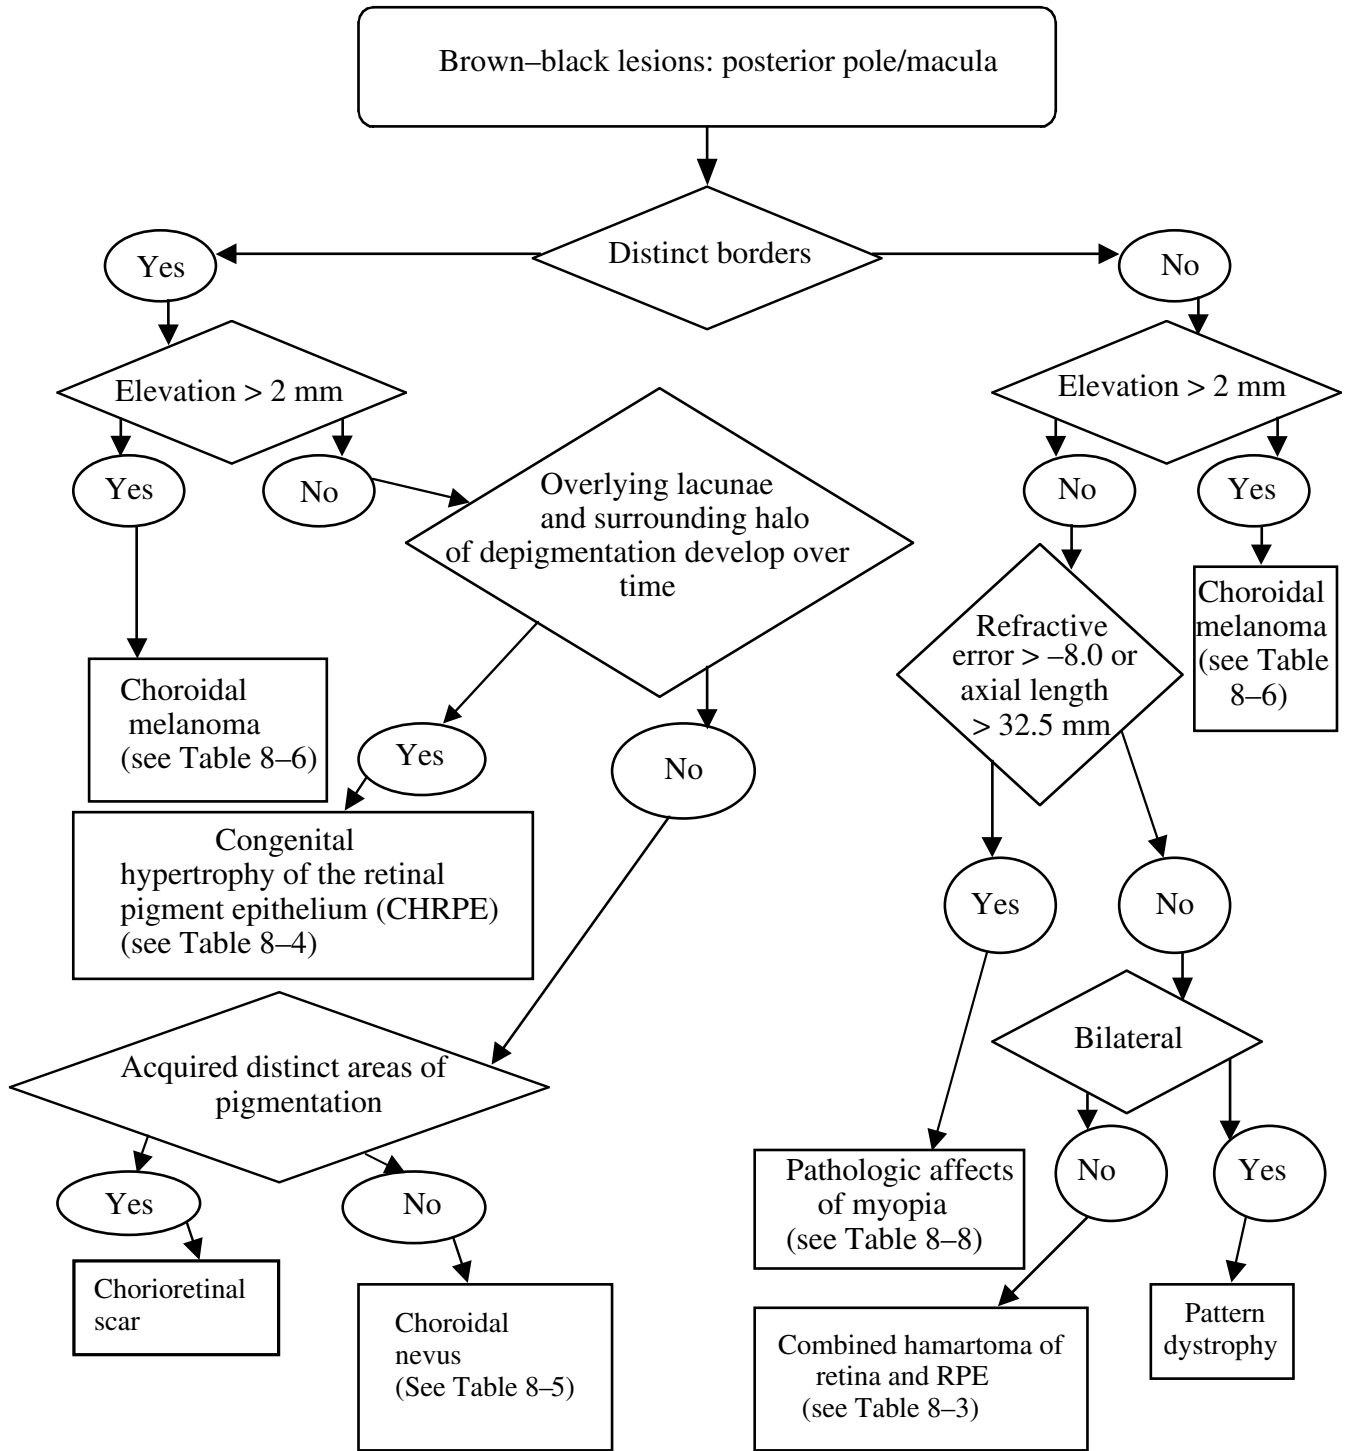 Brown–black lesions: posterior pole/macula
Distinct borders
Yes
No
Elevation > 2 mm
Elevation > 2 mm
Yes
No
Overlying lacunae
and surrounding halo
of depigmentation develop over
time
No
Yes
Choroidal
melanoma
(see Table 8–6)
Yes
No
Refractive
error > –8.0 or
axial length
> 32.5 mm
Choroidal
melanoma
(see Table
8–6)
Congenital
hypertrophy of the retinal
pigment epithelium (CHRPE)
(see Table 8–4)
Yes
No
Acquired distinct areas of
pigmentation
Bilateral
Yes
No
Pathologic affects
of myopia
(see Table 8–8)
No
Yes
Chorioretinal
scar
Choroidal
nevus
(See Table 8–5)
Combined hamartoma of
retina and RPE
(see Table 8–3)
Pattern
dystrophy